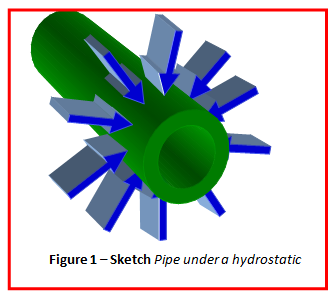 Figure 1 – Sketch Pipe under a hydrostatic